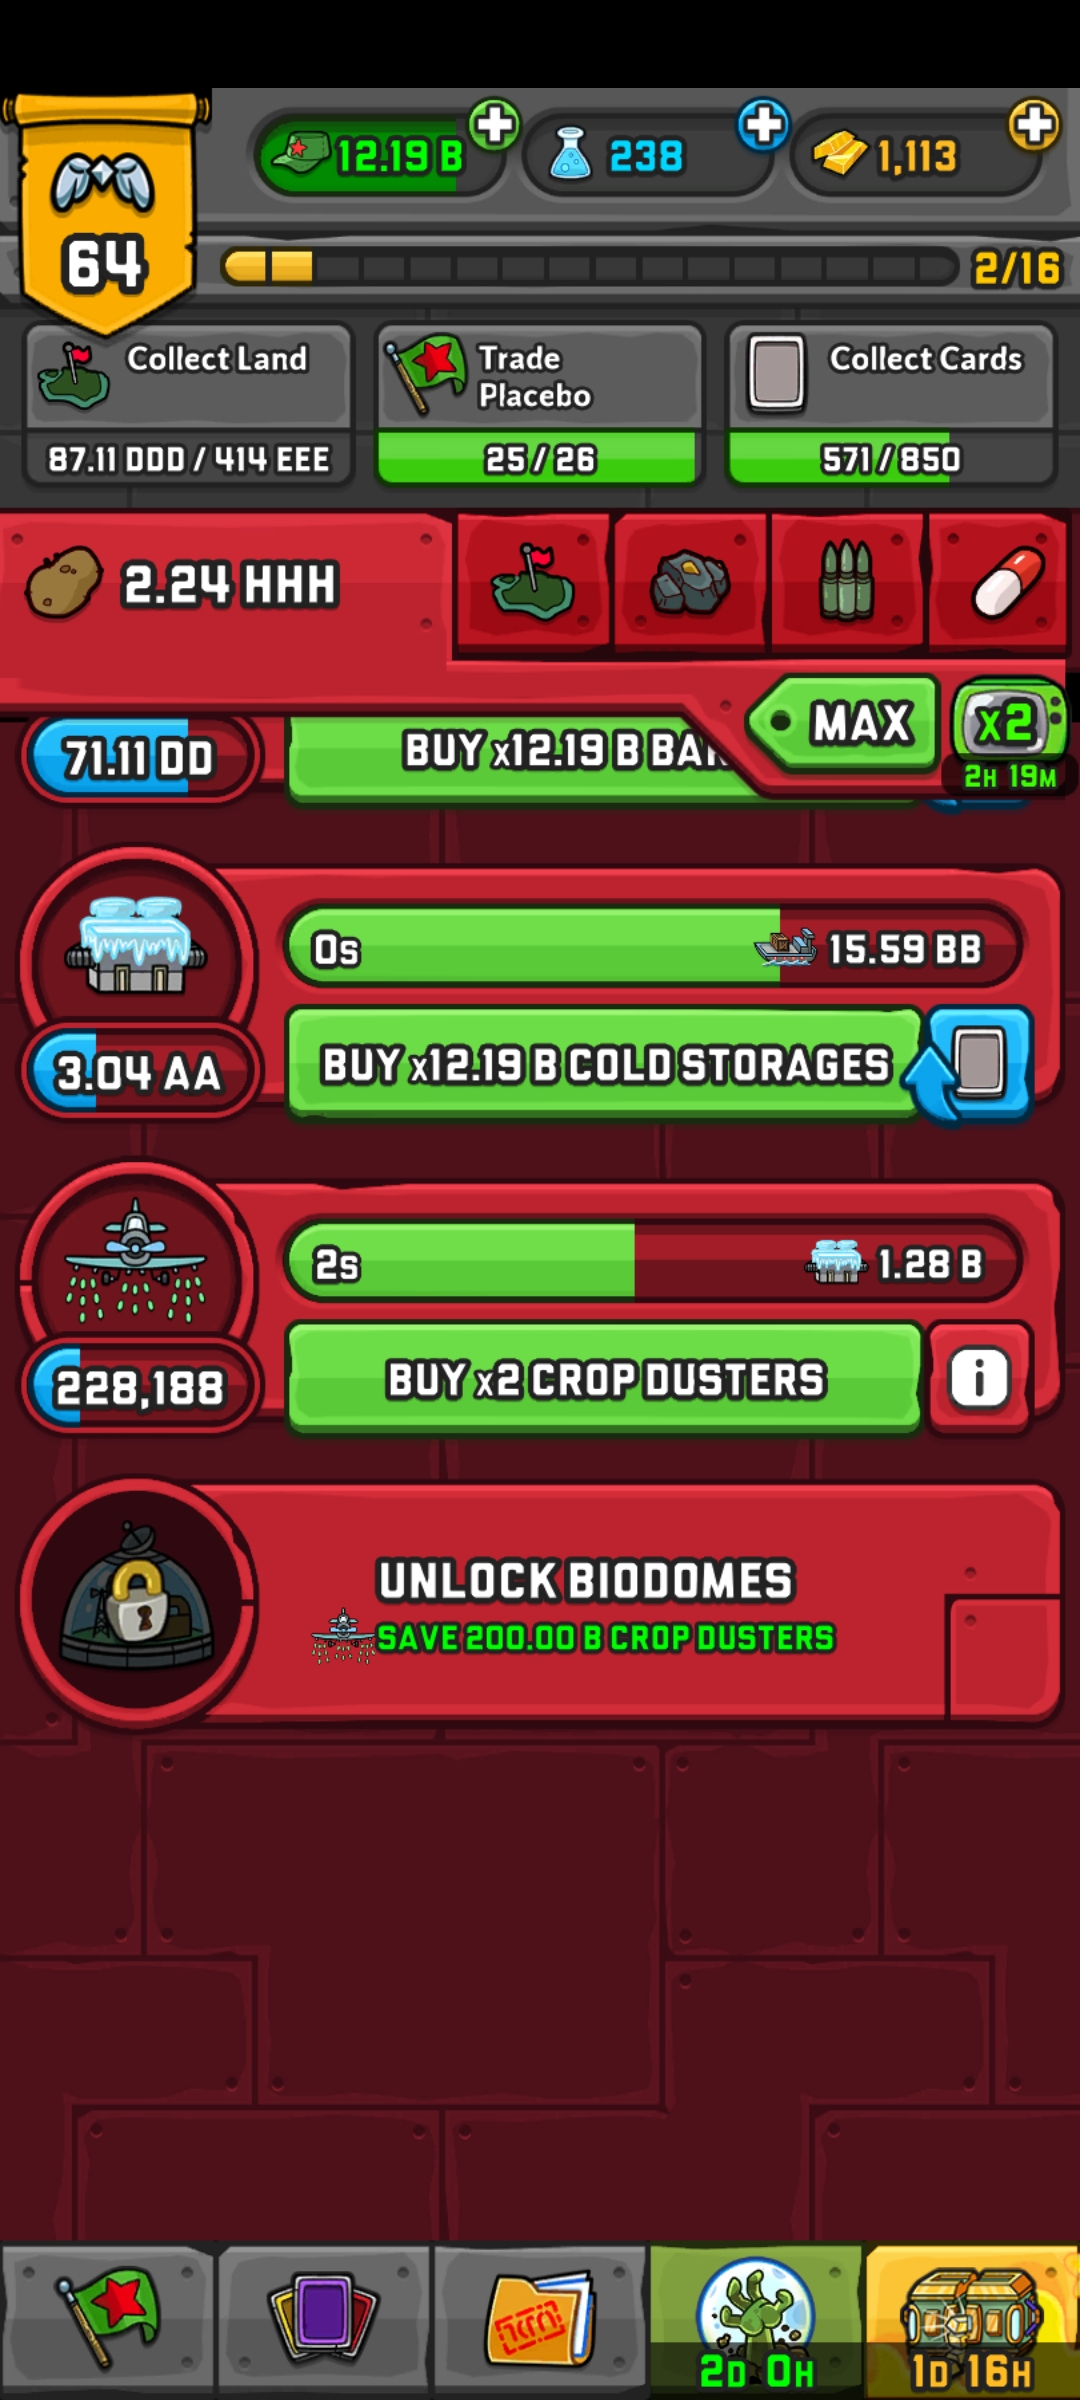 12.19 B
238
1,113
64
2/16
Collect Land
87.11 DDD / 414 EEE
Trade
Placebo
25 / 26
Collect Cards
571 / 850
2.24 HHH
MAX
x2
2H 19M
71.11 DD
BUY x12.19 B
0s
15.59 BB
3.04 AA
BUY x12.19 B COLD STORAGES
2s
1.28 B
228,188
BUY x2 CROP DUSTERS
i
UNLOCK BIODOMES
SAVE 200.00 B CROP DUSTERS
2D 0H
1D 16H